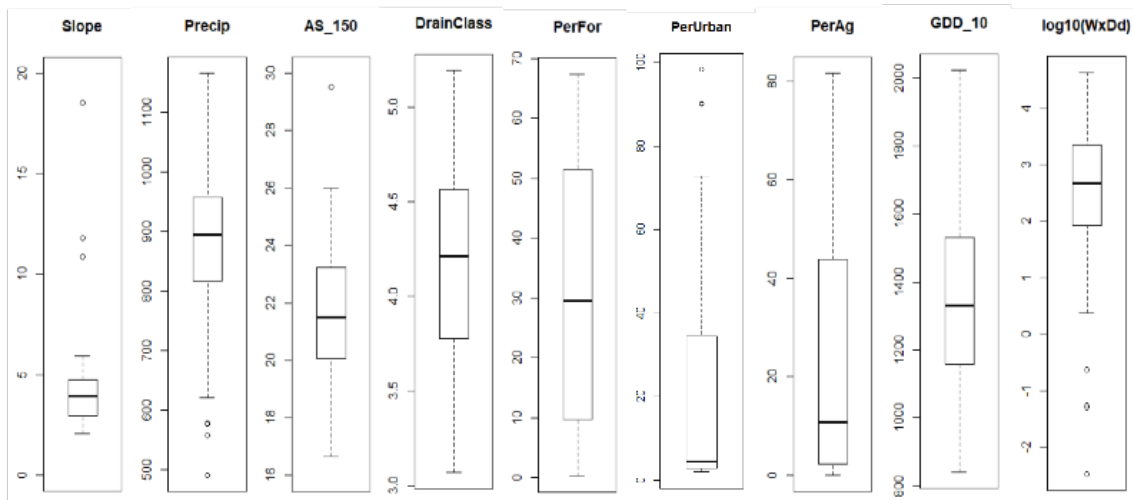 Slope Precip AS_150 DrainClass PerFor PerUrban PerAg GDD_10 log10(WxDd)
0 5 10 15 20
500 600 700 800 900 1000 1100
16 18 20 22 24 26 28 30
3.0 3.5 4.0 4.5 5.0
0 10 20 30 40 50 60 70
0 20 40 60 80 100
0 20 40 60 80
800 1000 1200 1400 1600 1800 2000
-2 -1 0 1 2 3 4